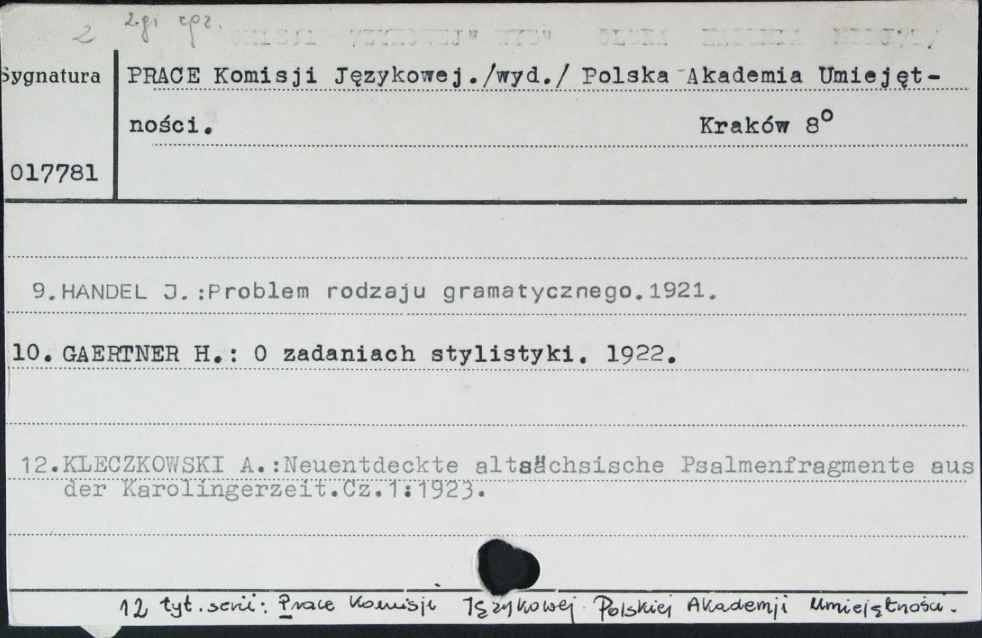 2 2gi egz.
Sygnatura
PRACE Komisji Językowej./wyd./ Polska Akademia Umiejęt-
ności. Kraków 8°
017781
9.HANDEL J.:Problem rodzaju gramatycznego.1921.
10. GAERTNER H.: O zadaniach stylistyki. 1922.
12.KLECZKOWSKI A.:Neuentdeckte altsächsische Psalmenfragmente aus
der Karolingerzeit.Cz.1:1923.
12 tyt. serii: Prace Komisji Językowej Polskiej Akademji Umiejętności.